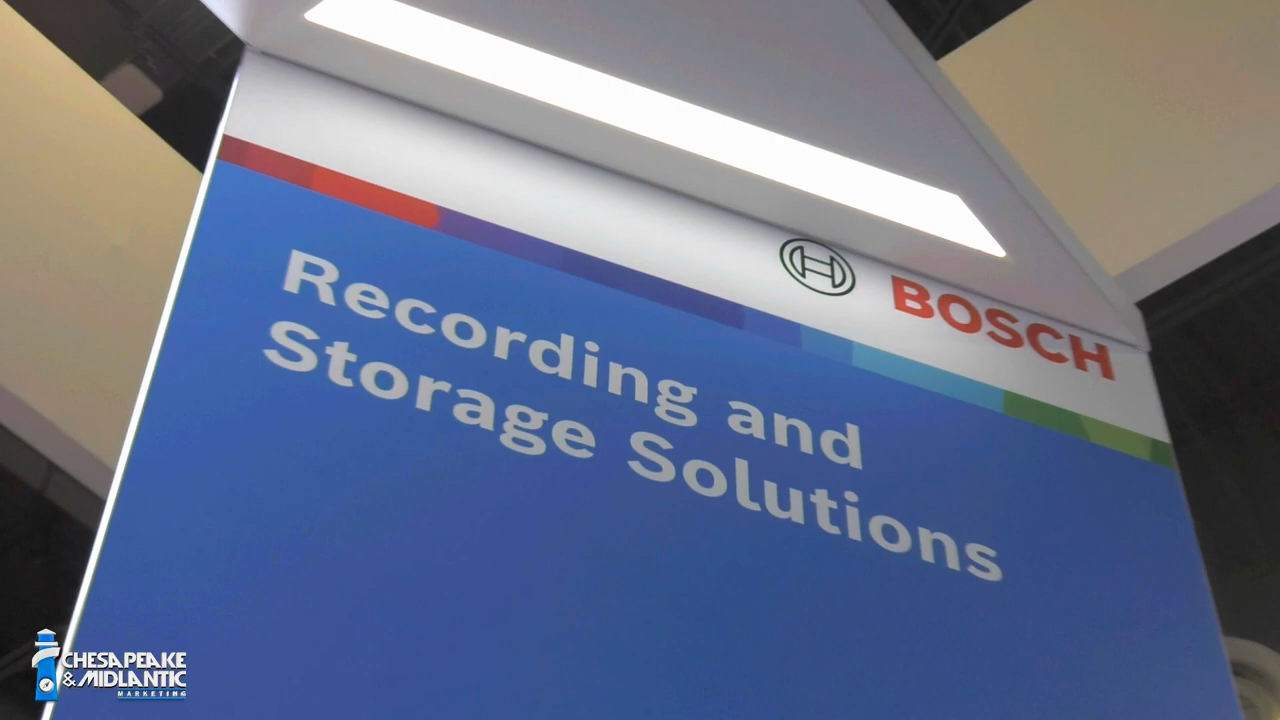 BOSCH
Recording and
Storage Solutions
CHESAPEAKE
& MIDLANTIC
MARKETING